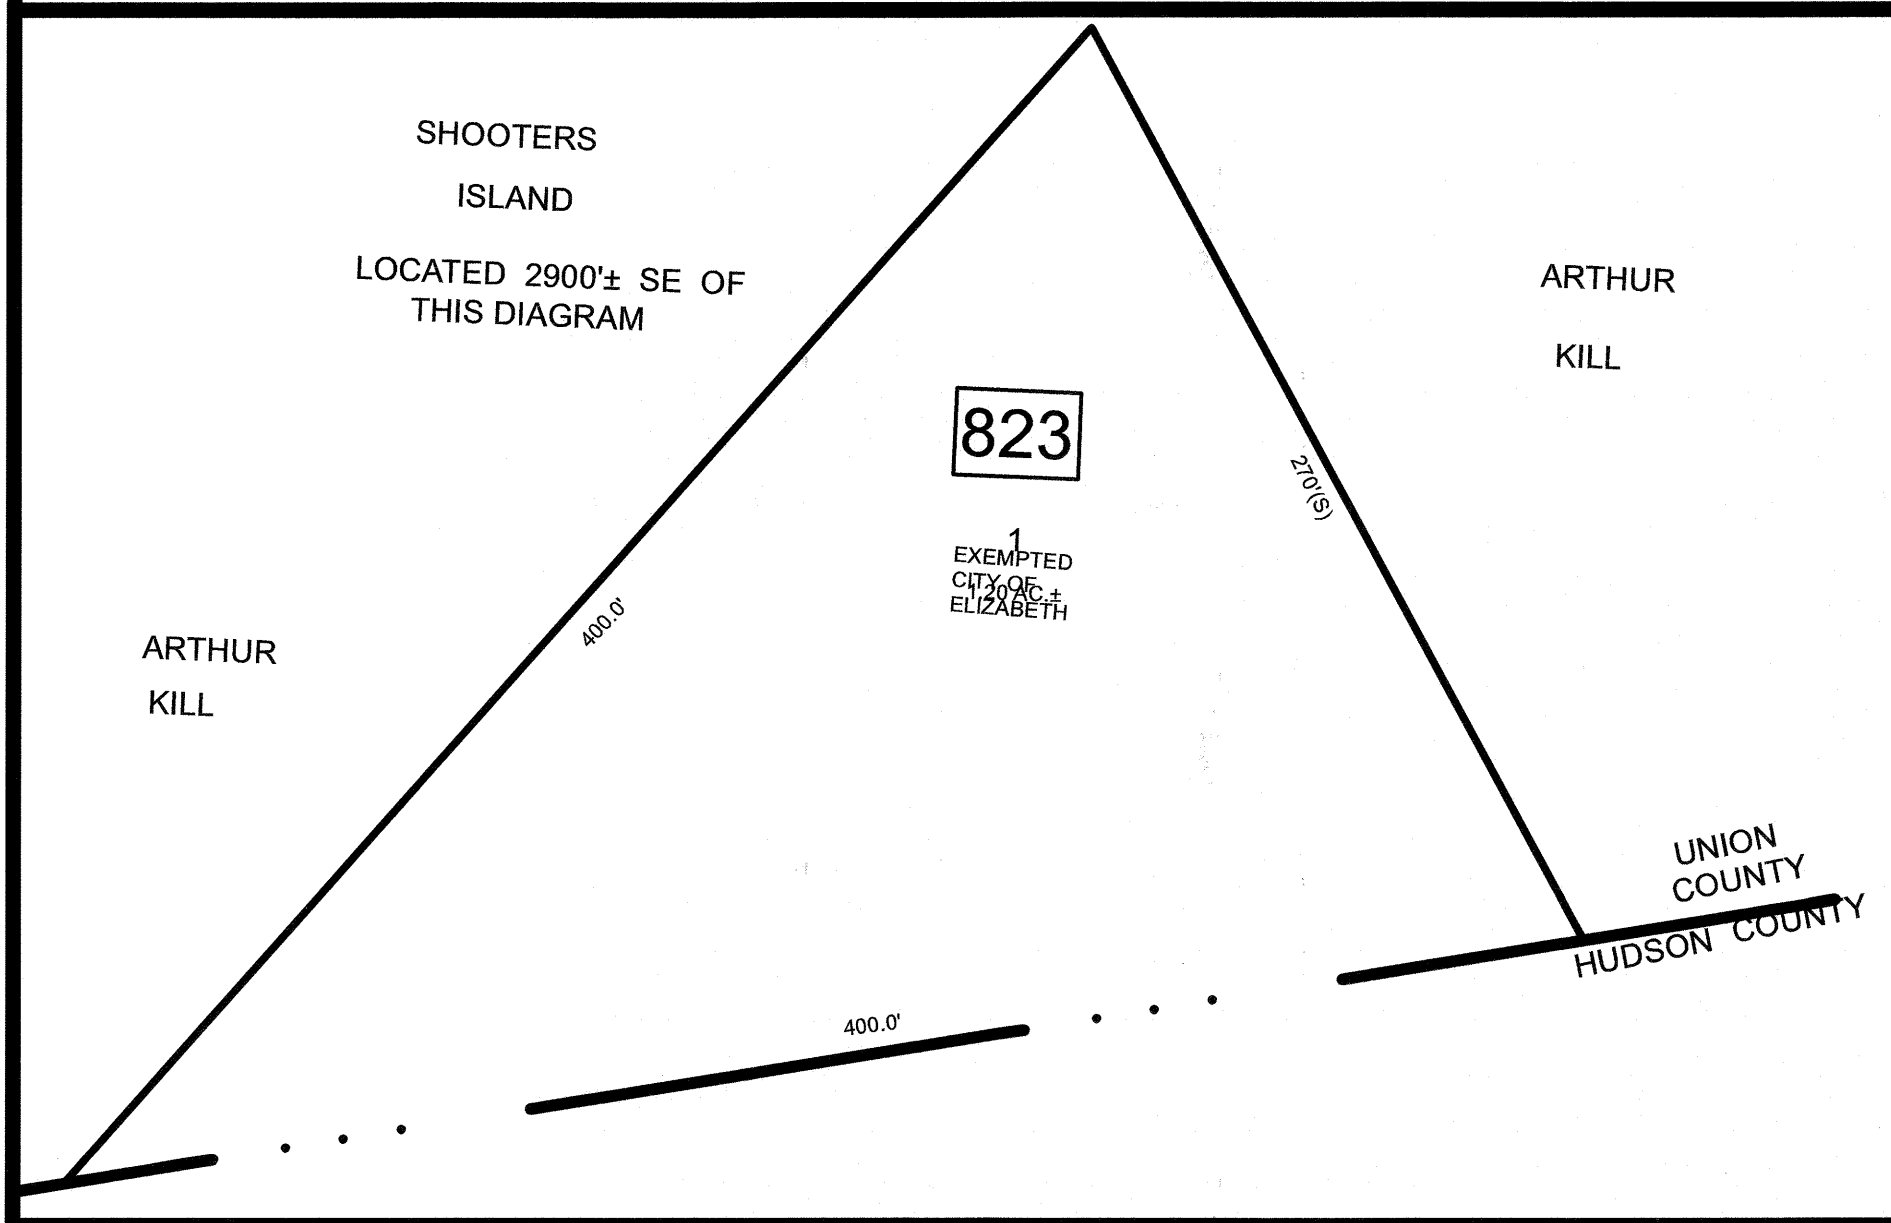 SHOOTERS
ISLAND
LOCATED 2900'± SE OF
THIS DIAGRAM
ARTHUR
KILL
823
270'(S)
1
EXEMPTED
CITY OF
1.20 AC.±
ELIZABETH
400.0'
ARTHUR
KILL
UNION
COUNTY
HUDSON COUNTY
400.0'